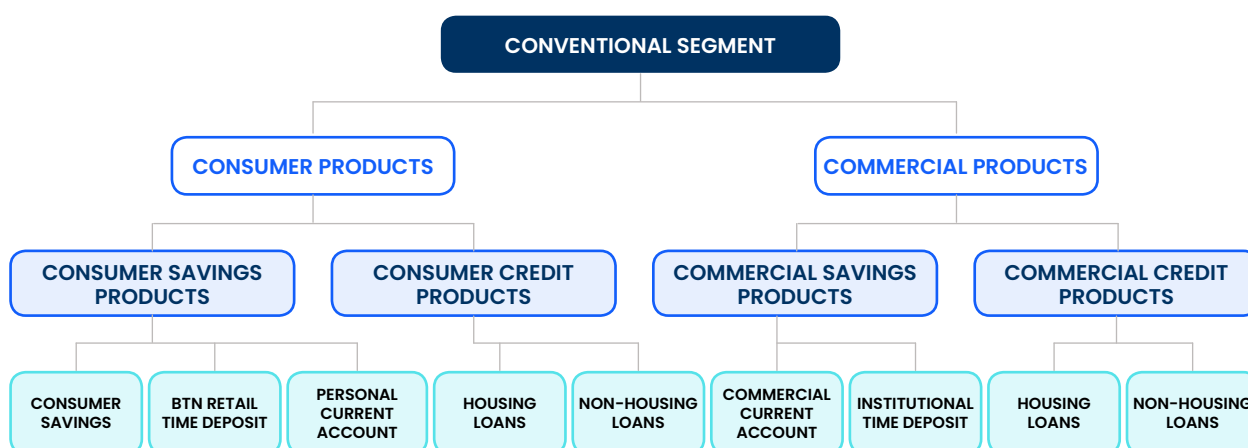 CONVENTIONAL SEGMENT
CONSUMER PRODUCTS
COMMERCIAL PRODUCTS
CONSUMER SAVINGS
PRODUCTS
CONSUMER CREDIT
PRODUCTS
COMMERCIAL SAVINGS
PRODUCTS
COMMERCIAL CREDIT
PRODUCTS
CONSUMER
SAVINGS
BTN RETAIL
TIME DEPOSIT
PERSONAL
CURRENT
ACCOUNT
HOUSING
LOANS
NON-HOUSING
LOANS
COMMERCIAL
CURRENT
ACCOUNT
INSTITUTIONAL
TIME DEPOSIT
HOUSING
LOANS
NON-HOUSING
LOANS